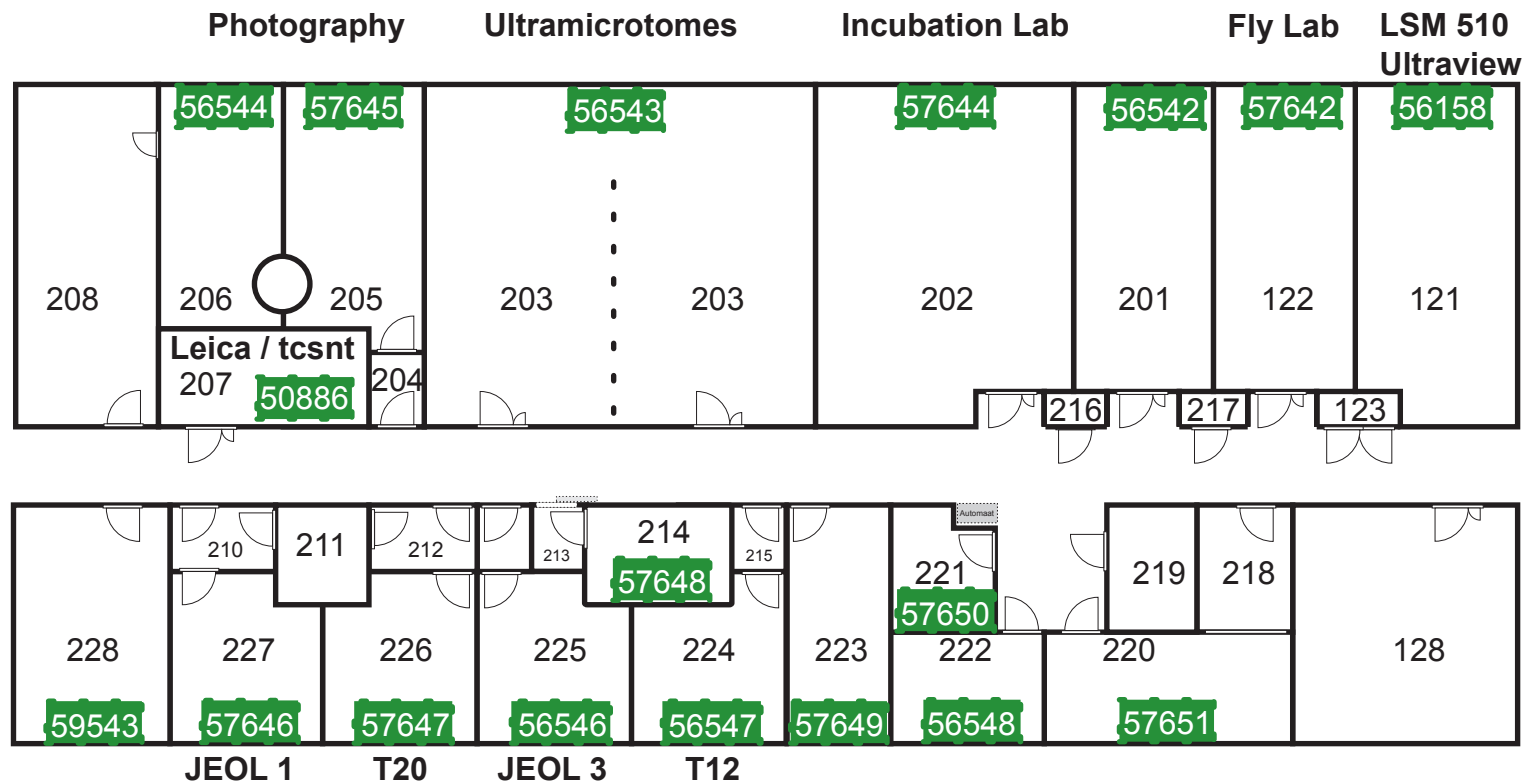 Photography Ultramicrotomes Incubation Lab Fly Lab LSM 510
Ultraview
56544 57645 56543 57644 56542 57642 56158
208 206 205 203 203 202 201 122 121
Leica / tcsnt
207 50886 204
216 217 123
Automaat
210 211 212 213 214 215
57648
221 219 218
57650
228 227 226 225 224 223 222 220 128
59543 57646 57647 56546 56547 57649 56548 57651
JEOL 1 T20 JEOL 3 T12